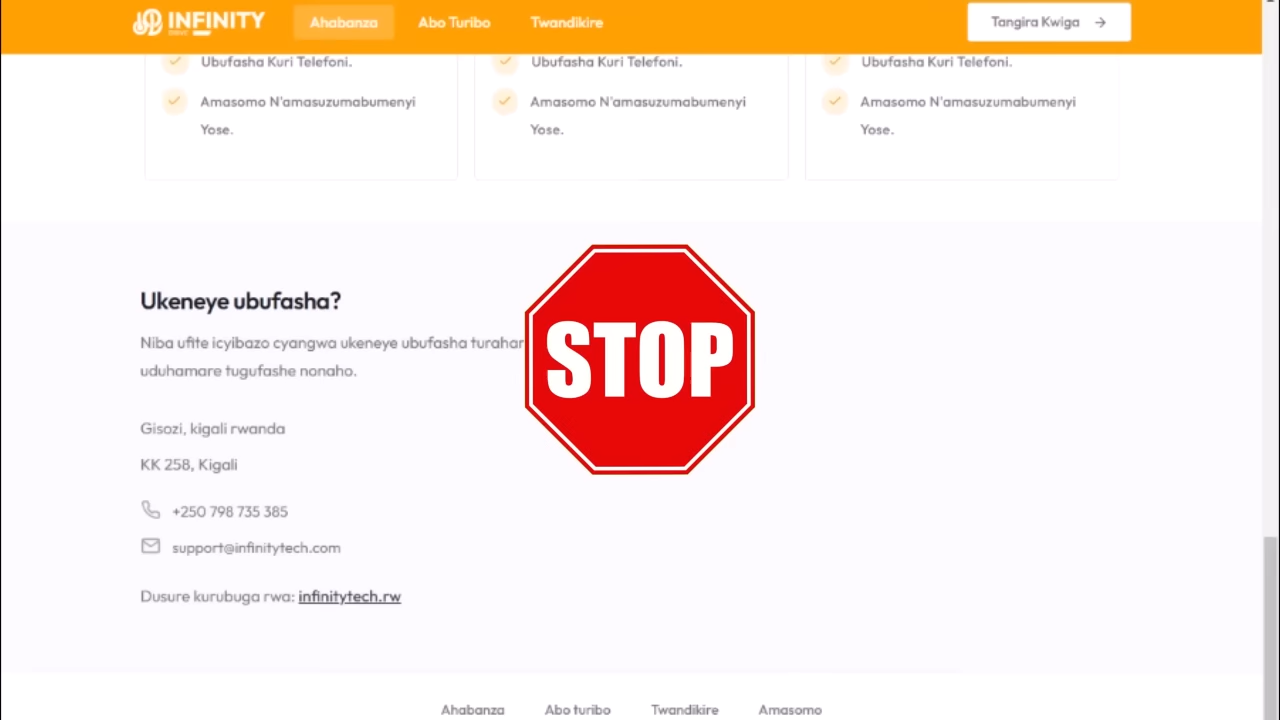 INFINITY
Ahabanza
Abo Turibo
Twandikire
Tangira Kwiga
Ubufasha Kuri Telefoni.
Ubufasha Kuri Telefoni.
Ubufasha Kuri Telefoni.
Amasomo N'amasuzumabumenyi
Yose.
Amasomo N'amasuzumabumenyi
Yose.
Amasomo N'amasuzumabumenyi
Yose.
Ukeneye ubufasha?
Niba ufite icyibazo cyangwa ukeneye ubufasha turahar
uduhamare tugufashe nonaho.
STOP
Gisozi, kigali rwanda
KK 258, Kigali
+250 798 735 385
support@infinitytech.com
Dusure kurubuga rwa: infinitytech.rw
Ahabanza
Abo turibo
Twandikire
Amasomo